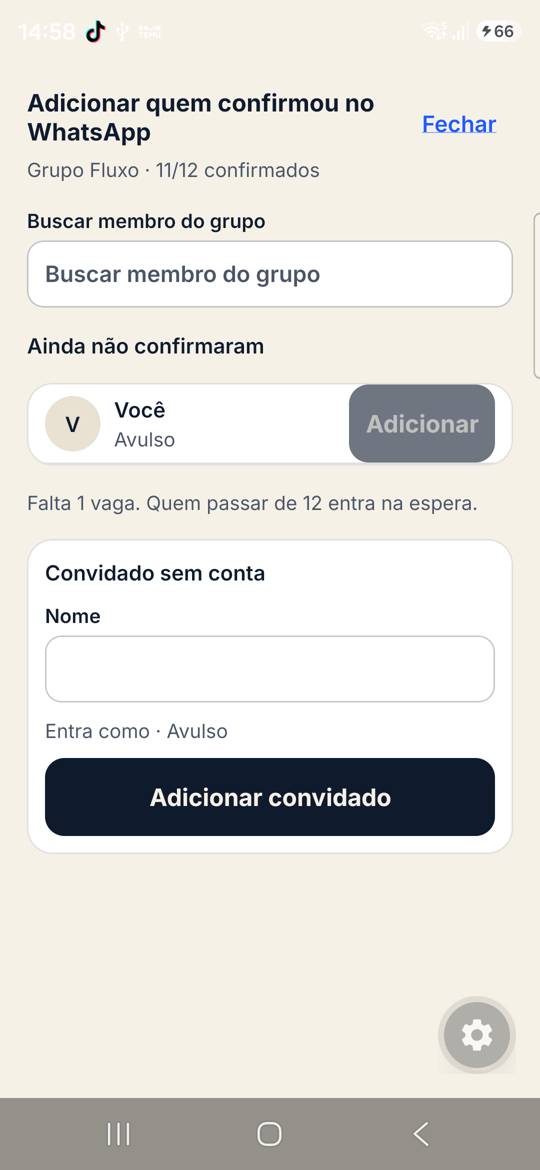 14:58
66
Adicionar quem confirmou no
WhatsApp
Fechar
Grupo Fluxo · 11/12 confirmados
Buscar membro do grupo
Buscar membro do grupo
Ainda não confirmaram
V
Você
Avulso
Adicionar
Falta 1 vaga. Quem passar de 12 entra na espera.
Convidado sem conta
Nome
Entra como · Avulso
Adicionar convidado